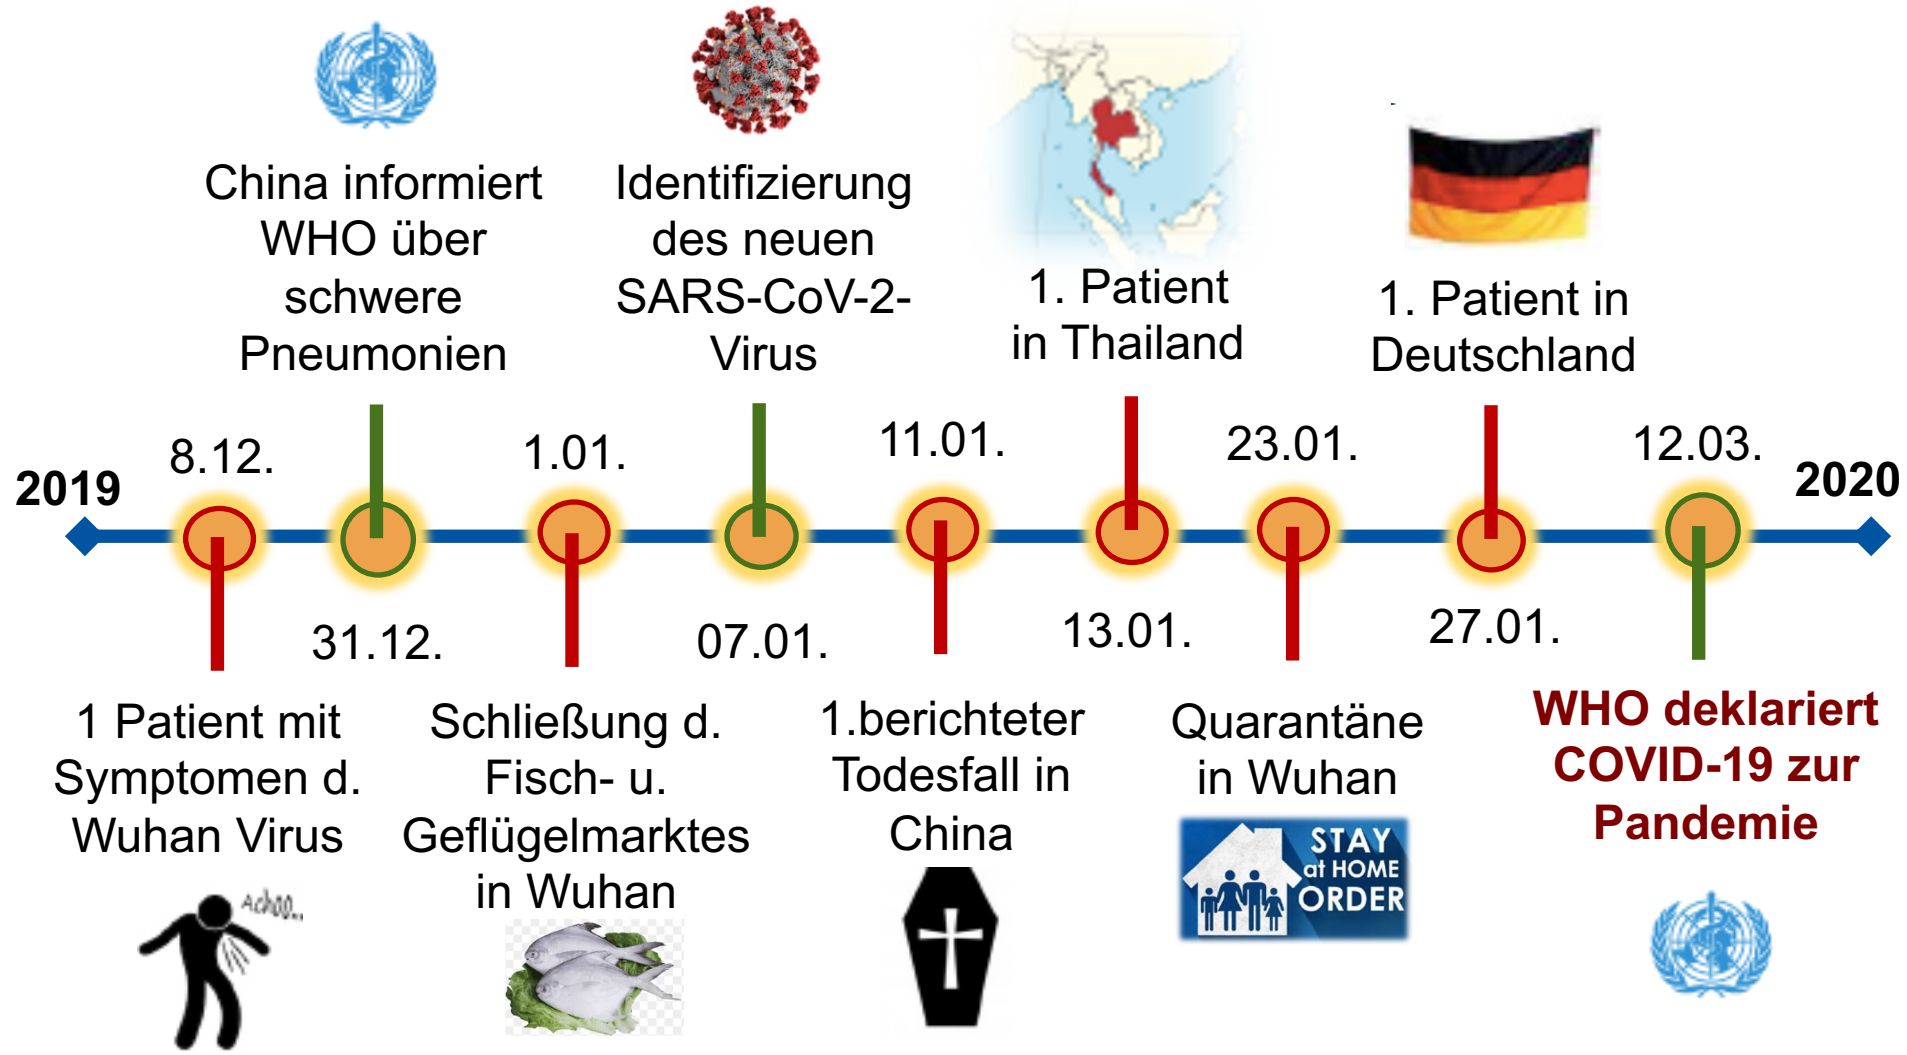 China informiert
WHO über
schwere
Pneumonien
Identifizierung
des neuen
SARS-CoV-2-
Virus
1. Patient
in Thailand
1. Patient in
Deutschland
2019
8.12.
31.12.
1.01.
07.01.
11.01.
13.01.
23.01.
27.01.
12.03.
2020
1 Patient mit
Symptomen d.
Wuhan Virus
Achoo...
Schließung d.
Fisch- u.
Geflügelmarktes
in Wuhan
1.berichteter
Todesfall in
China
Quarantäne
in Wuhan
STAY
at HOME
ORDER
WHO deklariert
COVID-19 zur
Pandemie